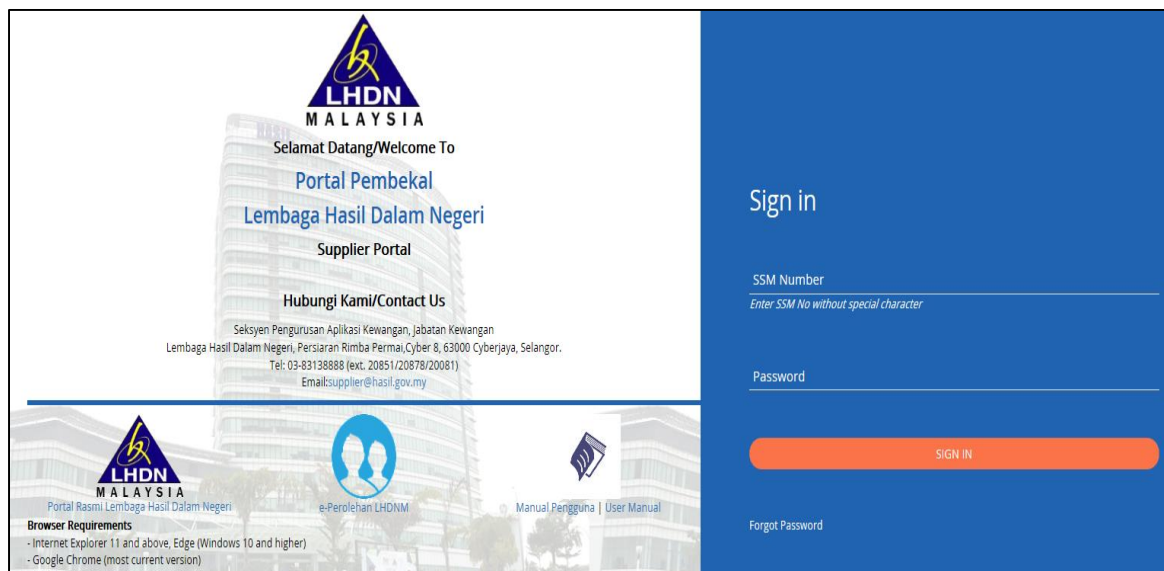 LHDN
MALAYSIA
Selamat Datang/Welcome To
Portal Pembekal
Lembaga Hasil Dalam Negeri
Supplier Portal
Hubungi Kami/Contact Us
Seksyen Pengurusan Aplikasi Kewangan, Jabatan Kewangan
Lembaga Hasil Dalam Negeri, Persiaran Rimba Permai,Cyber 8, 63000 Cyberjaya, Selangor.
Tel: 03-83138888 (ext. 20851/20878/20081)
Email:supplier@hasil.gov.my
LHDN
MALAYSIA
Portal Rasmi Lembaga Hasil Dalam Negeri
e-Perolehan LHDNM
Manual Pengguna | User Manual
Browser Requirements
- Internet Explorer 11 and above, Edge (Windows 10 and higher)
- Google Chrome (most current version)
Sign in
SSM Number
Enter SSM No without special character
Password
SIGN IN
Forgot Password